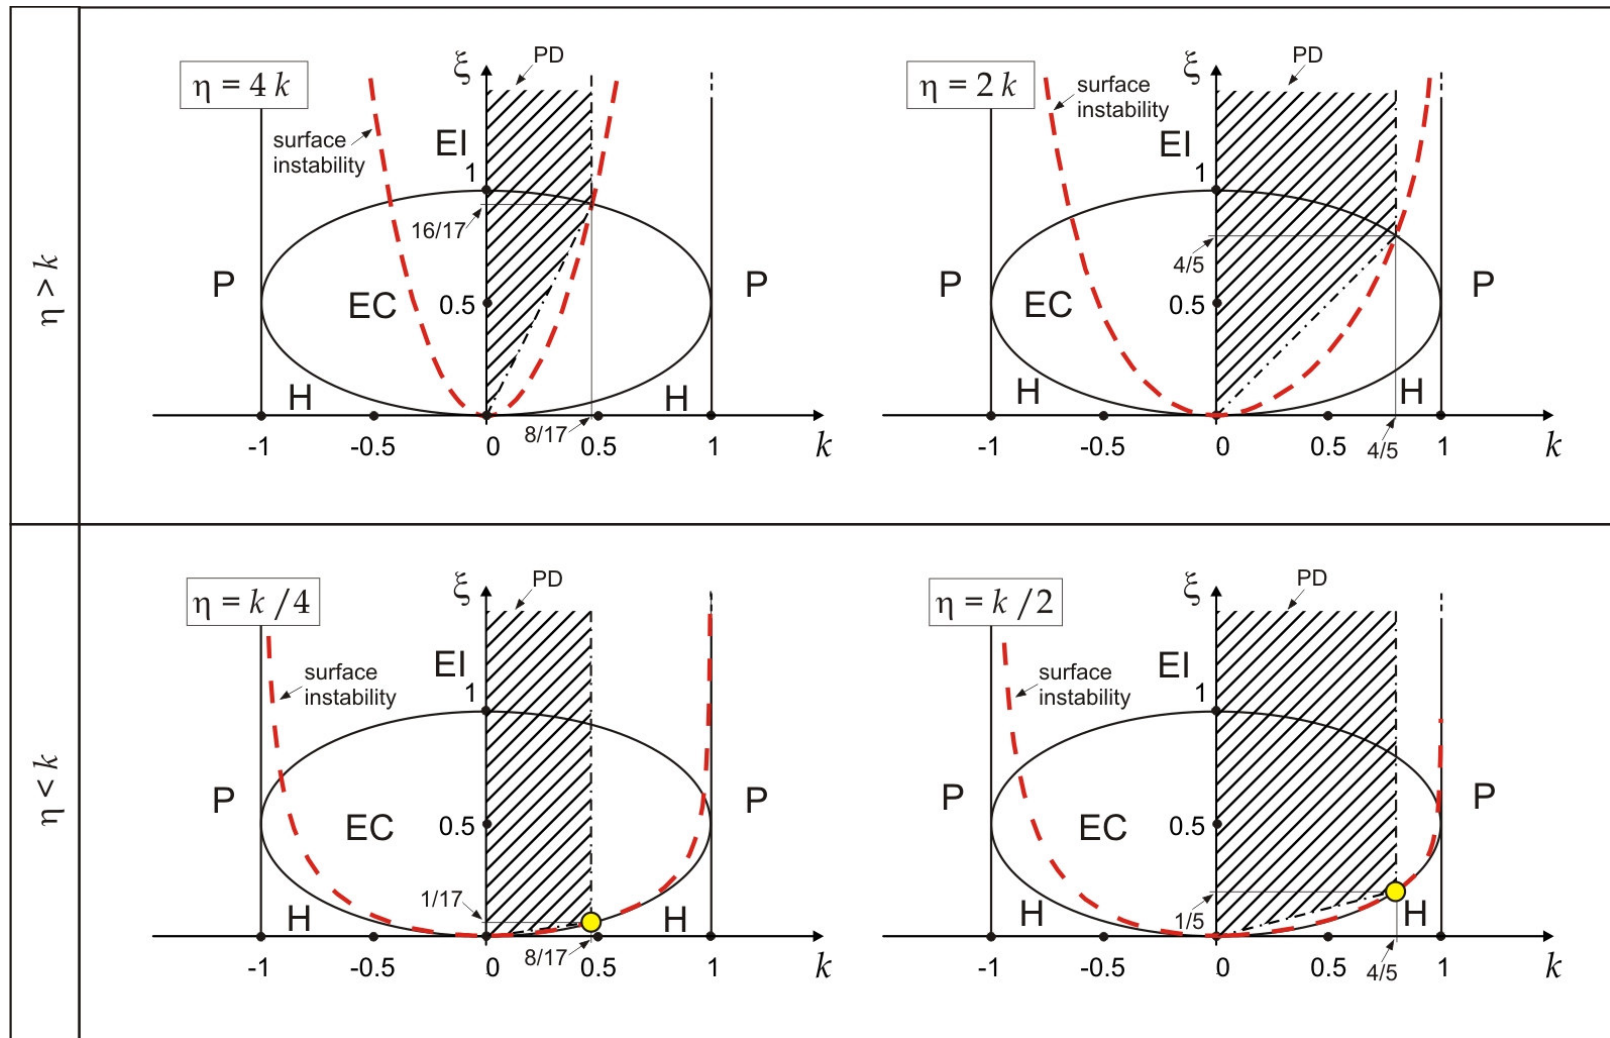 η > k
η = 4 k
ξ
PD
surface
instability
EI
1
16/17
P
EC
0.5
P
H
H
8/17
-1
-0.5
0
0.5
1
k
η = 2 k
ξ
PD
surface
instability
EI
1
4/5
P
EC
0.5
P
H
H
-1
-0.5
0
0.5
4/5
1
k
η < k
η = k /4
ξ
PD
surface
instability
EI
1
P
EC
0.5
P
1/17
H
H
8/17
-1
-0.5
0
0.5
1
k
η = k /2
ξ
PD
surface
instability
EI
1
P
EC
0.5
P
1/5
H
H
-1
-0.5
0
0.5
4/5
1
k